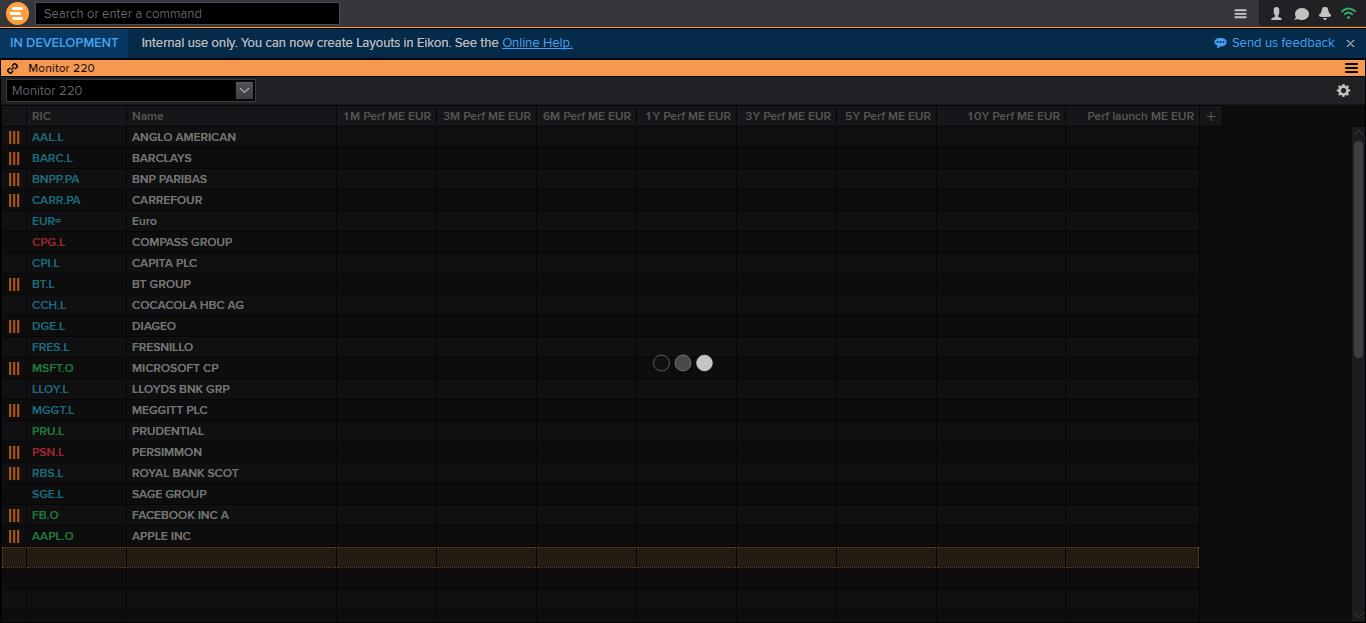 Search or enter a command
IN DEVELOPMENT Internal use only. You can now create Layouts in Eikon. See the Online Help. Send us feedback
Monitor 220
Monitor 220
RIC Name 1M Perf ME EUR 3M Perf ME EUR 6M Perf ME EUR 1Y Perf ME EUR 3Y Perf ME EUR 5Y Perf ME EUR 10Y Perf ME EUR Perf launch ME EUR +
AAL.L ANGLO AMERICAN
BARC.L BARCLAYS
BNPP.PA BNP PARIBAS
CARR.PA CARREFOUR
EUR= Euro
CPG.L COMPASS GROUP
CPI.L CAPITA PLC
BT.L BT GROUP
CCH.L COCACOLA HBC AG
DGE.L DIAGEO
FRES.L FRESNILLO
MSFT.O MICROSOFT CP
LLOY.L LLOYDS BNK GRP
MGGT.L MEGGITT PLC
PRU.L PRUDENTIAL
PSN.L PERSIMMON
RBS.L ROYAL BANK SCOT
SGE.L SAGE GROUP
FB.O FACEBOOK INC A
AAPL.O APPLE INC